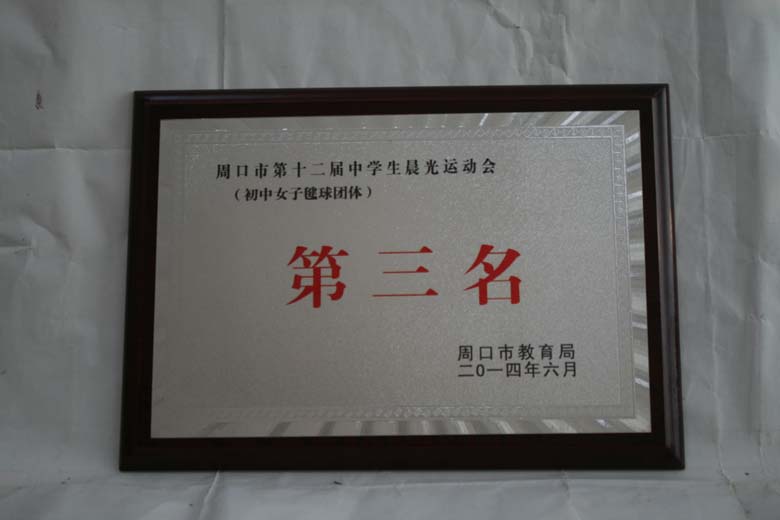 周口市第十二届中学生晨光运动会
（初中女子毽球团体）
第三名
周口市教育局
二0一四年六月